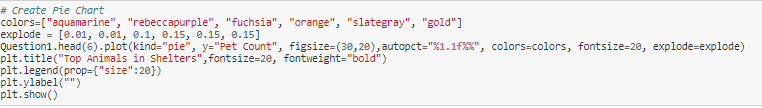 # Create Pie Chart
colors=["aquamarine", "rebeccapurple", "fuchsia", "orange", "slategray", "gold"]
explode = [0.01, 0.01, 0.1, 0.15, 0.15, 0.15]
Question1.head(6).plot(kind="pie", y="Pet Count", figsize=(30,20),autopct="%1.1f%%", colors=colors, fontsize=20, explode=explode)
plt.title("Top Animals in Shelters",fontsize=20, fontweight="bold")
plt.legend(prop={"size":20})
plt.ylabel("")
plt.show()